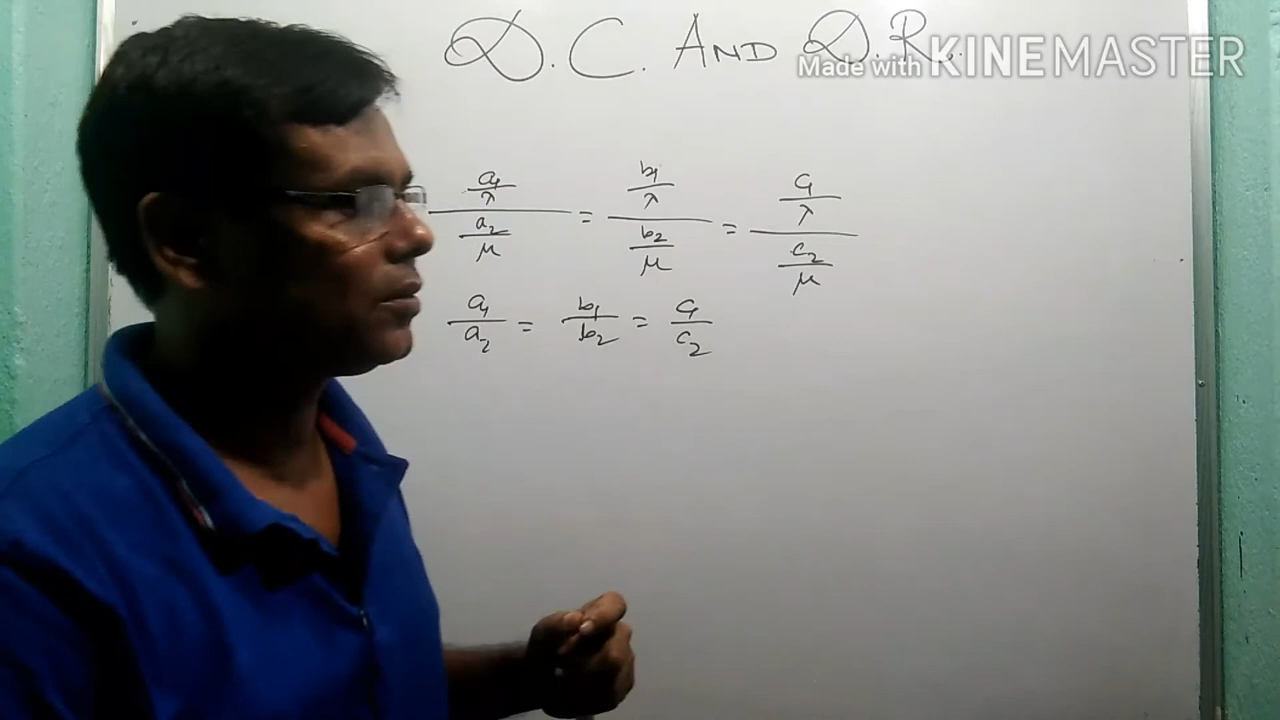 D.C. AND D.R.
Made with KINEMASTER
a₁/λ / a₂/μ = b₁/λ / b₂/μ = c₁/λ / c₂/μ
a₁/a₂ = b₁/b₂ = c₁/c₂